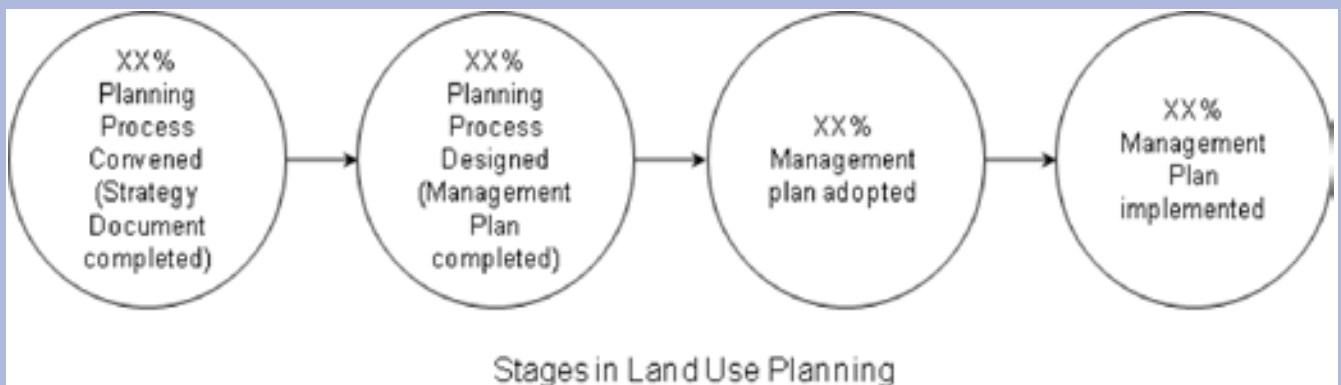 XX%
Planning
Process
Convened
(Strategy
Document
completed)
XX%
Planning
Process
Designed
(Management
Plan
completed)
XX%
Management
plan adopted
XX%
Management
Plan
implemented
Stages in Land Use Planning